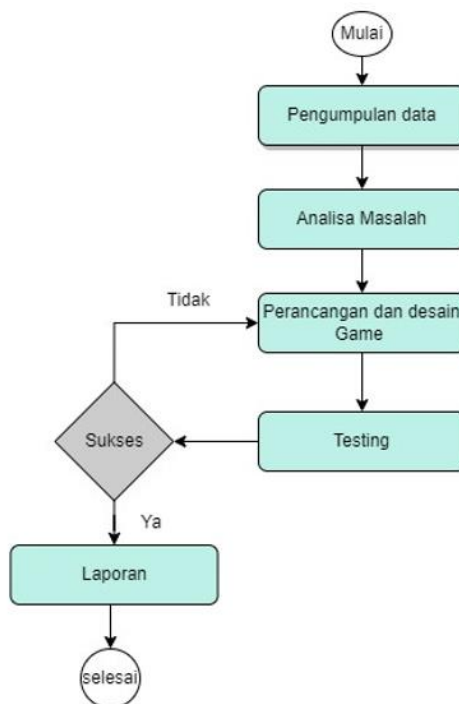 Mulai
Pengumpulan data
Analisa Masalah
Tidak
Perancangan dan desain
Game
Sukses
Testing
Ya
Laporan
selesai